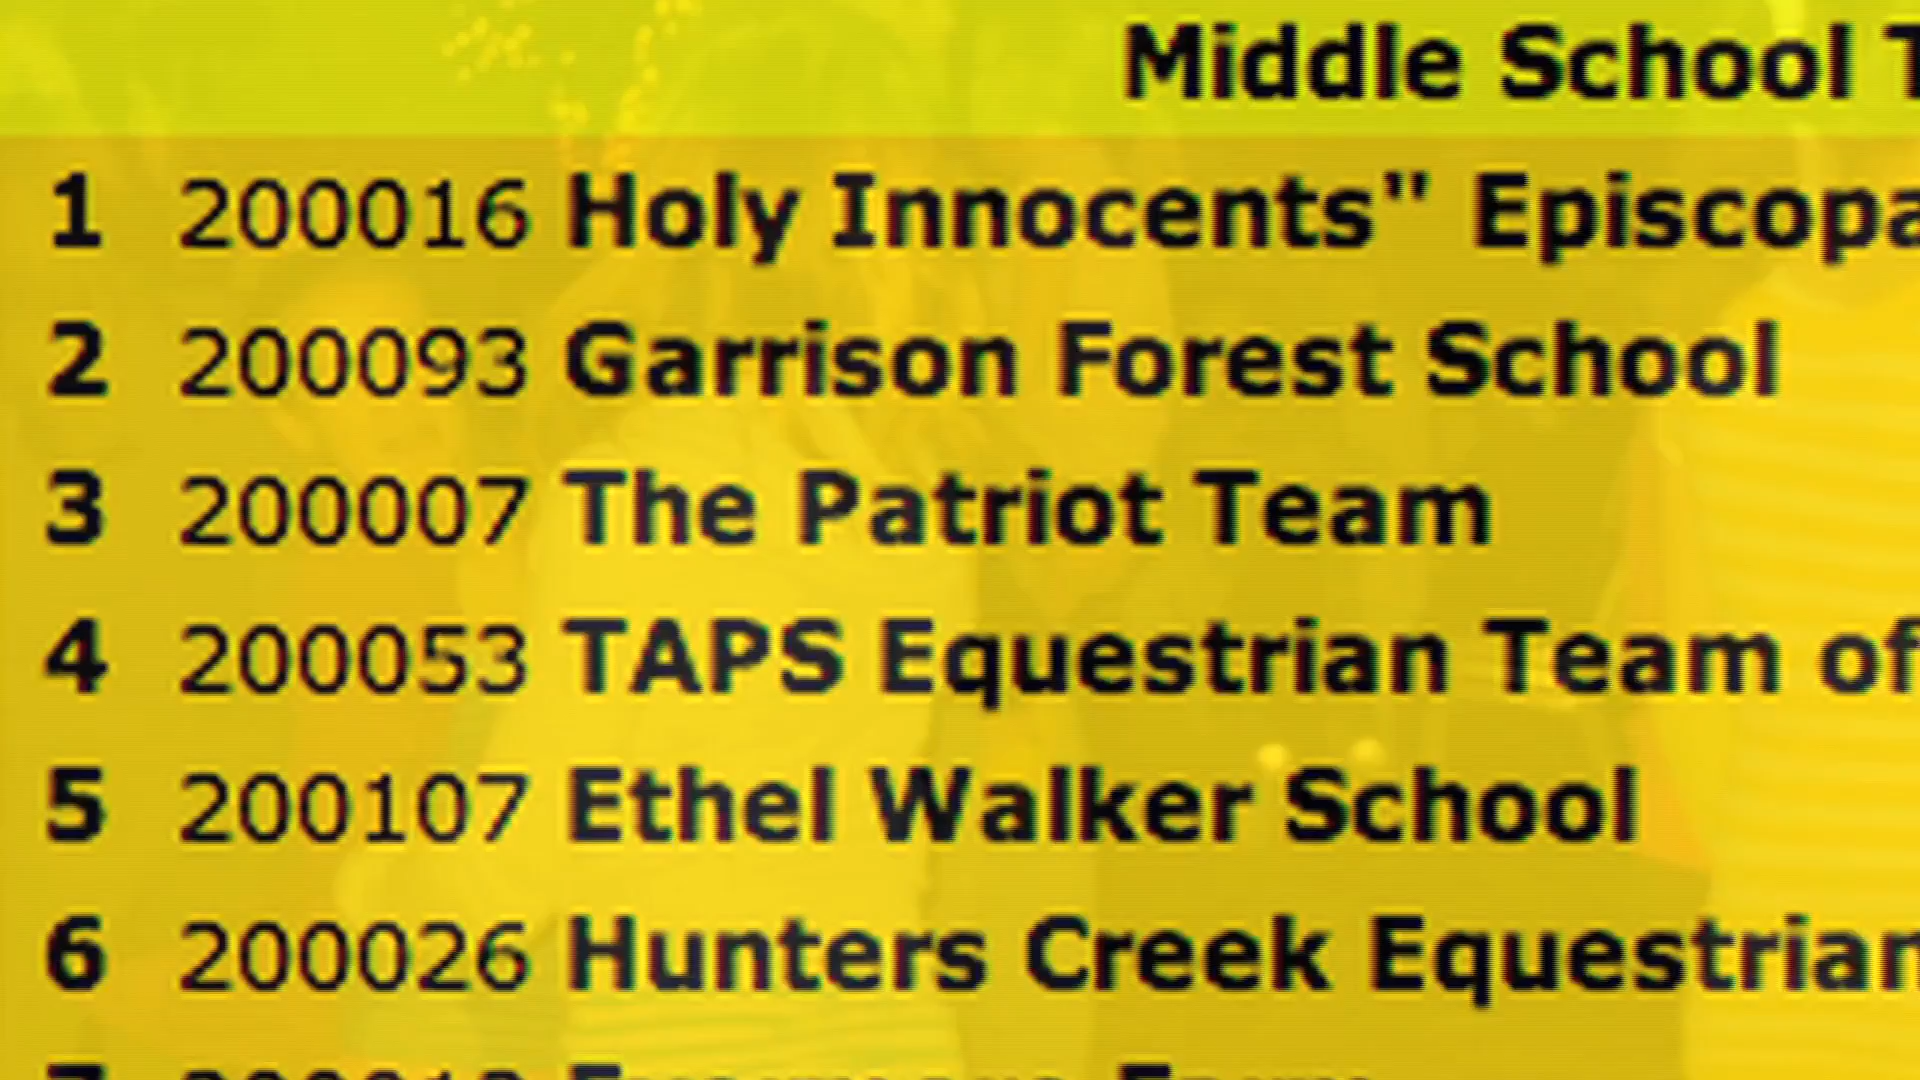 Middle School
1 200016 Holy Innocents" Episcopa
2 200093 Garrison Forest School
3 200007 The Patriot Team
4 200053 TAPS Equestrian Team of
5 200107 Ethel Walker School
6 200026 Hunters Creek Equestrian